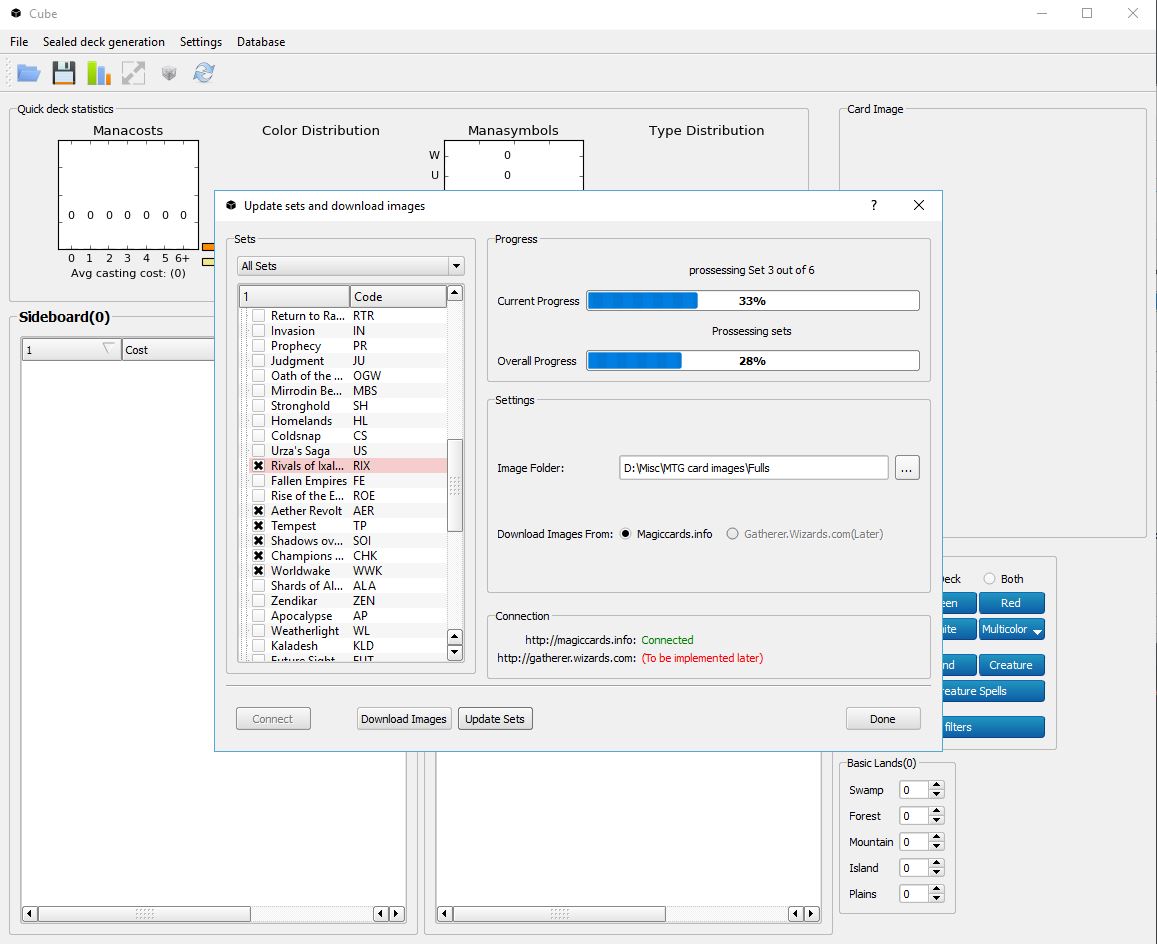 Cube
File Sealed deck generation Settings Database
Quick deck statistics
Manacosts
Color Distribution
Manasymbols
Type Distribution
W 0
U 0
0 0 0 0 0 0 0
0 1 2 3 4 5 6+
Avg casting cost: (0)
Card Image
Sideboard(0)
1 Cost
Update sets and download images ?
Sets
All Sets
1 Code
Return to Ra... RTR
Invasion IN
Prophecy PR
Judgment JU
Oath of the ... OGW
Mirrodin Be... MBS
Stronghold SH
Homelands HL
Coldsnap CS
Urza's Saga US
Rivals of Ixal... RIX
Fallen Empires FE
Rise of the E... ROE
Aether Revolt AER
Tempest TP
Shadows ov... SOI
Champions ... CHK
Worldwake WWK
Shards of Al... ALA
Zendikar ZEN
Apocalypse AP
Weatherlight WL
Kaladesh KLD
Future Sight FUT
Progress
prossessing Set 3 out of 6
Current Progress 33%
Prossessing sets
Overall Progress 28%
Settings
Image Folder: D:\Misc\MTG card images\Fulls ...
Download Images From: Magiccards.info Gatherer.Wizards.com(Later)
Connection
http://magiccards.info: Connected
http://gatherer.wizards.com: (To be implemented later)
Connect Download Images Update Sets Done
eck Both
een Red
ite Multicolor
nd Creature
reature Spells
filters
Basic Lands(0)
Swamp 0
Forest 0
Mountain 0
Island 0
Plains 0